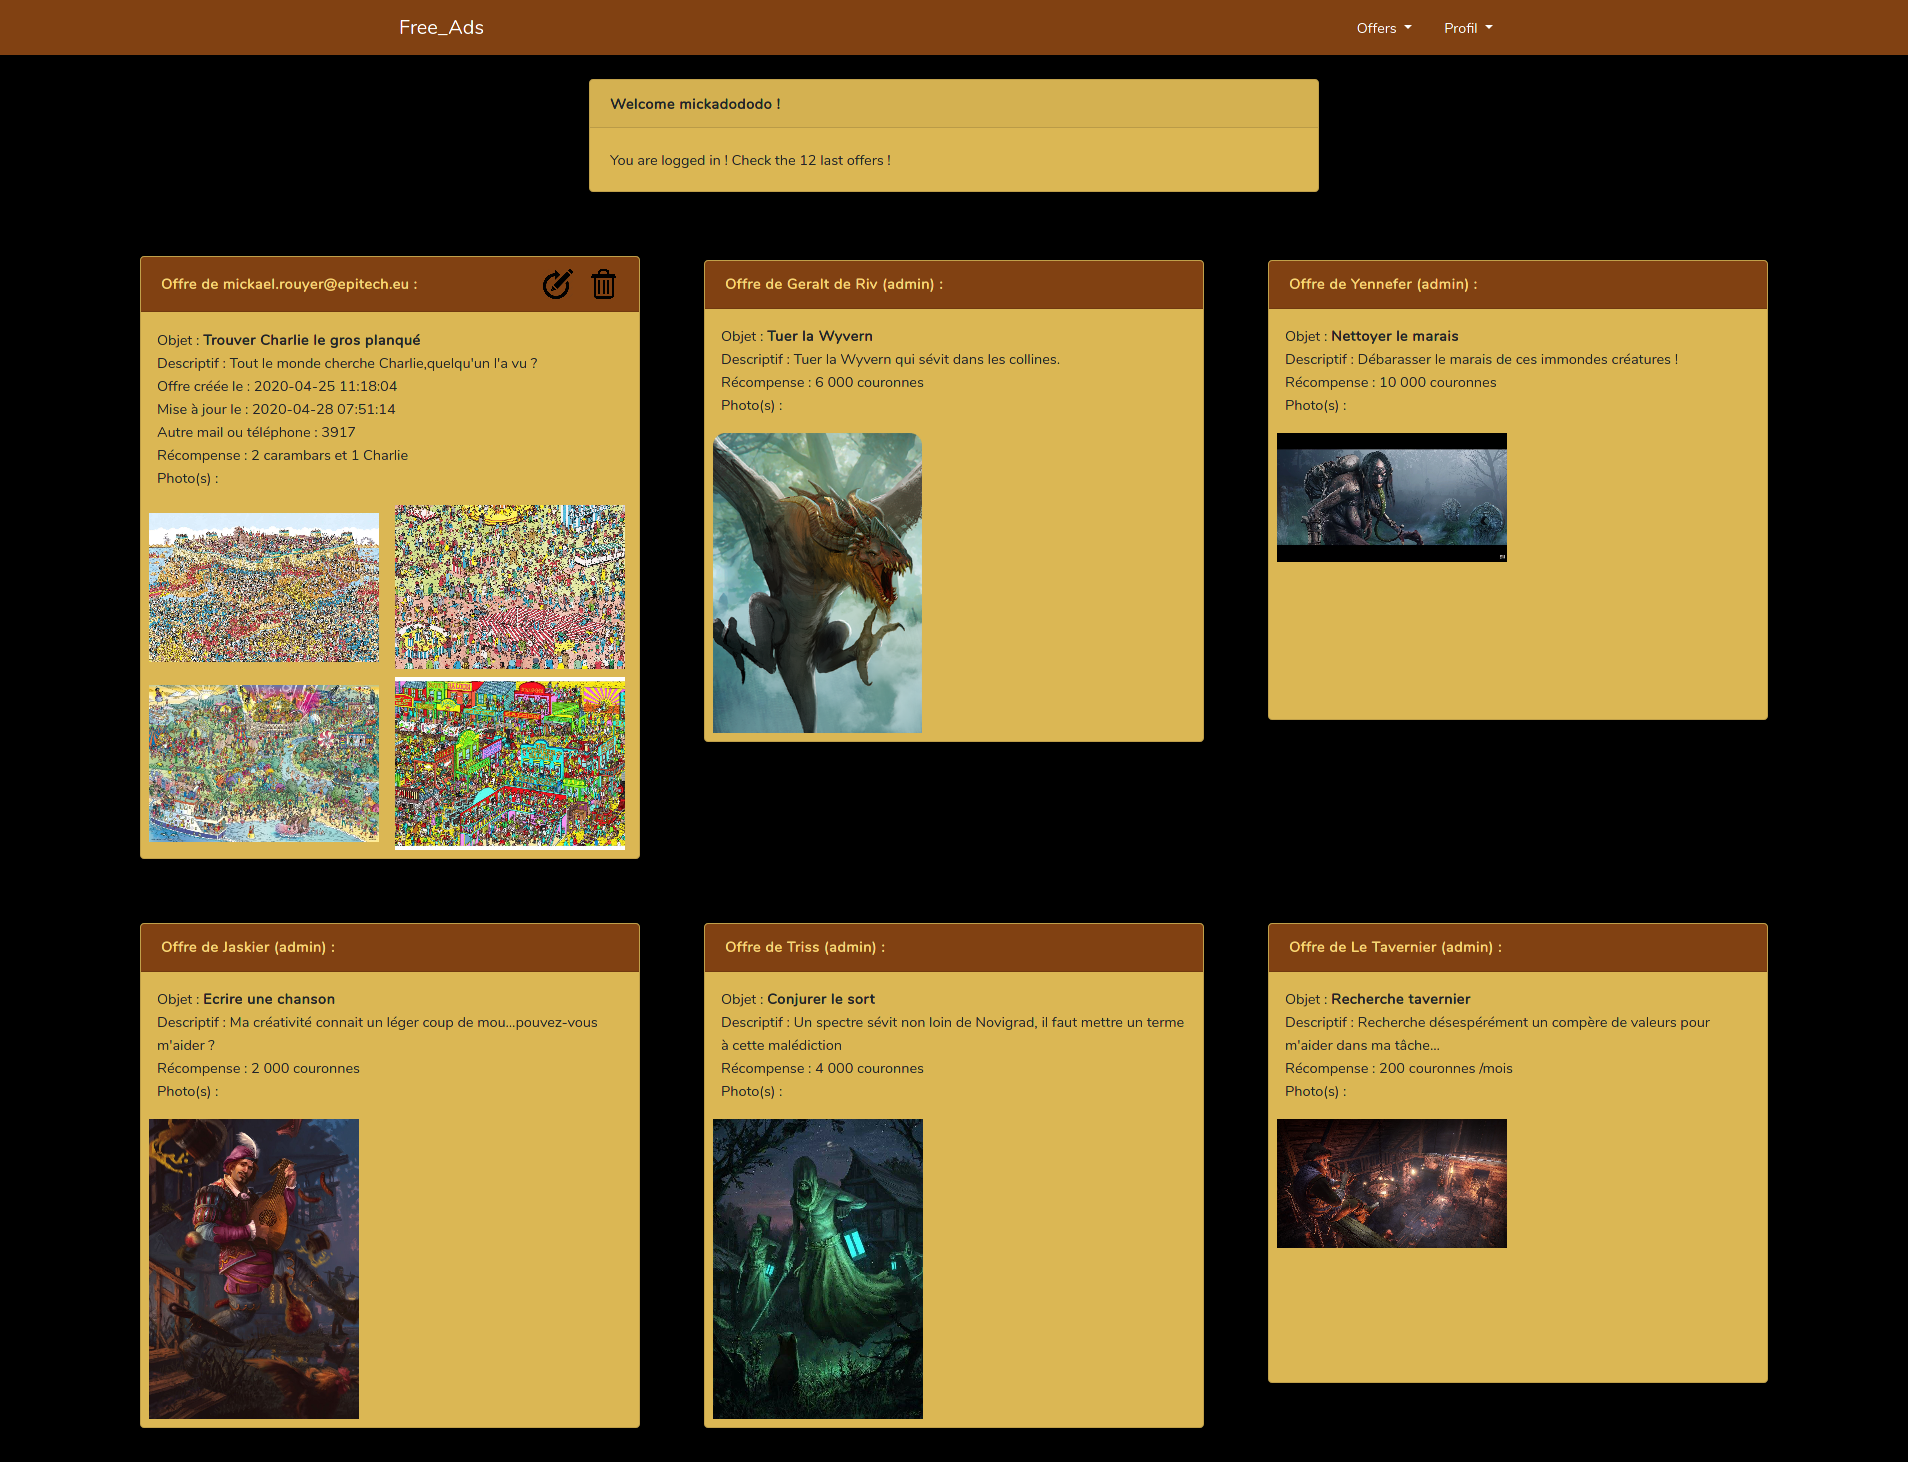 Free_Ads
Offers
Profil
Welcome mickadododo !
You are logged in ! Check the 12 last offers !
Offre de mickael.rouyer@epitech.eu :
Objet : Trouver Charlie le gros planqué
Descriptif : Tout le monde cherche Charlie,quelqu'un l'a vu ?
Offre créée le : 2020-04-25 11:18:04
Mise à jour le : 2020-04-28 07:51:14
Autre mail ou téléphone : 3917
Récompense : 2 carambars et 1 Charlie
Photo(s) :
Offre de Geralt de Riv (admin) :
Objet : Tuer la Wyvern
Descriptif : Tuer la Wyvern qui sévit dans les collines.
Récompense : 6 000 couronnes
Photo(s) :
Offre de Yennefer (admin) :
Objet : Nettoyer le marais
Descriptif : Débarasser le marais de ces immondes créatures !
Récompense : 10 000 couronnes
Photo(s) :
Offre de Jaskier (admin) :
Objet : Ecrire une chanson
Descriptif : Ma créativité connait un léger coup de mou...pouvez-vous
m'aider ?
Récompense : 2 000 couronnes
Photo(s) :
Offre de Triss (admin) :
Objet : Conjurer le sort
Descriptif : Un spectre sévit non loin de Novigrad, il faut mettre un terme
à cette malédiction
Récompense : 4 000 couronnes
Photo(s) :
Offre de Le Tavernier (admin) :
Objet : Recherche tavernier
Descriptif : Recherche désespérément un compère de valeurs pour
m'aider dans ma tâche...
Récompense : 200 couronnes /mois
Photo(s) :